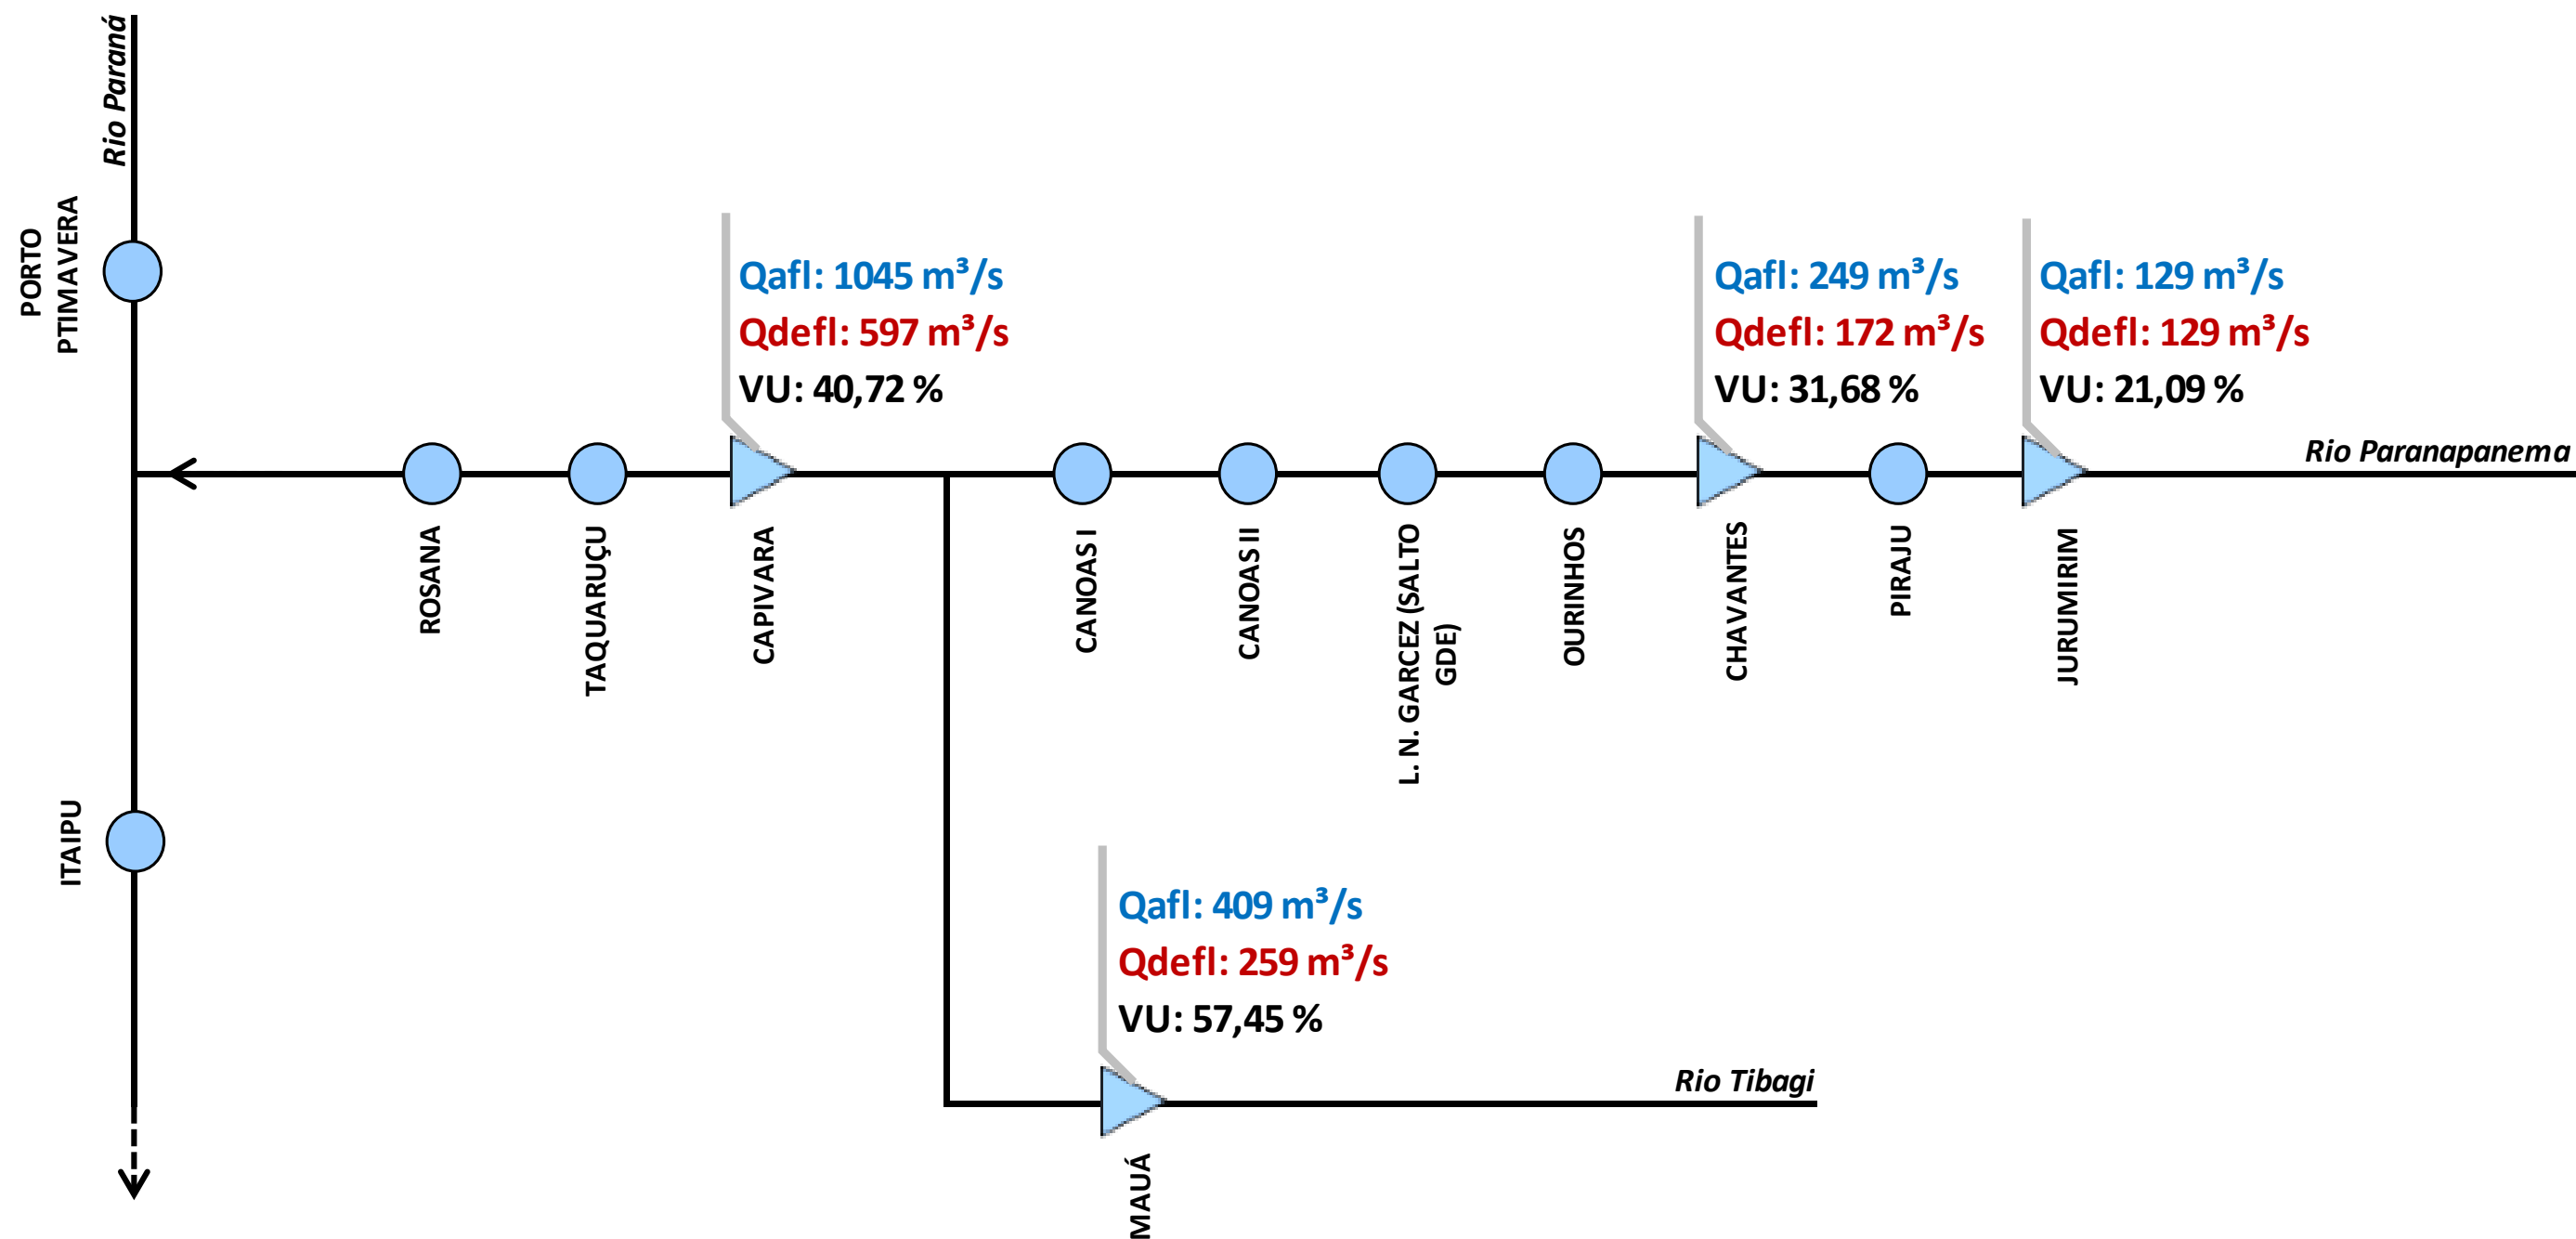 Rio Paraná
PORTO
PTIMAVERA
Qafl: 1045 m³/s
Qdefl: 597 m³/s
VU: 40,72 %
Qafl: 249 m³/s
Qdefl: 172 m³/s
VU: 31,68 %
Qafl: 129 m³/s
Qdefl: 129 m³/s
VU: 21,09 %
Rio Paranapanema
ROSANA
TAQUARUÇU
CAPIVARA
CANOAS I
CANOAS II
L. N. GARCEZ (SALTO
GDE)
OURINHOS
CHAVANTES
PIRAJU
JURUMIRIM
ITAIPU
Qafl: 409 m³/s
Qdefl: 259 m³/s
VU: 57,45 %
Rio Tibagi
MAUÁ